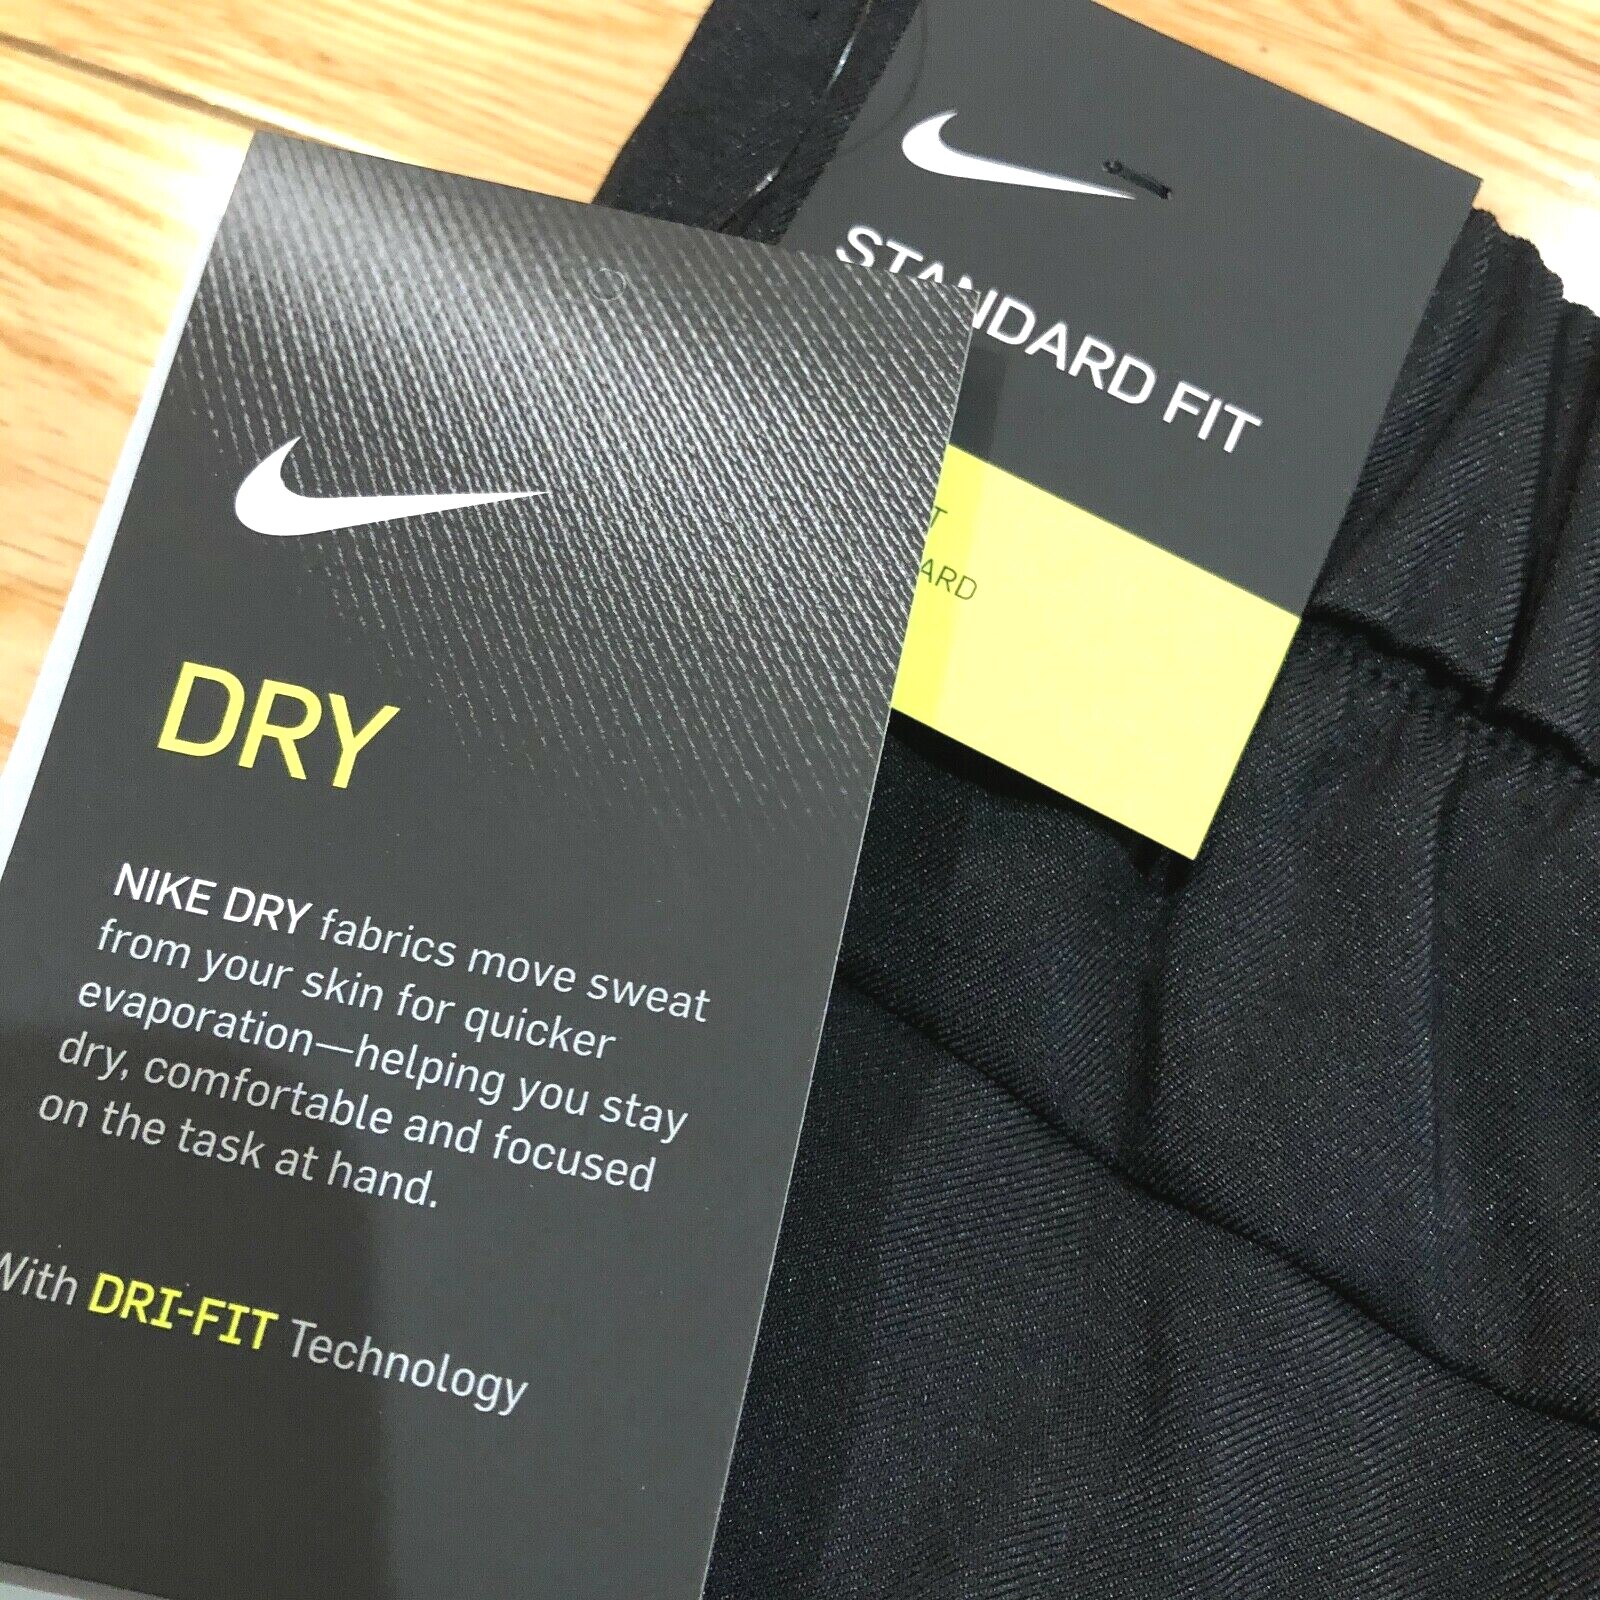 STANDARD FIT
DRY
NIKE DRY fabrics move sweat
from your skin for quicker
evaporation—helping you stay
dry, comfortable and focused
on the task at hand.
With DRI-FIT Technology